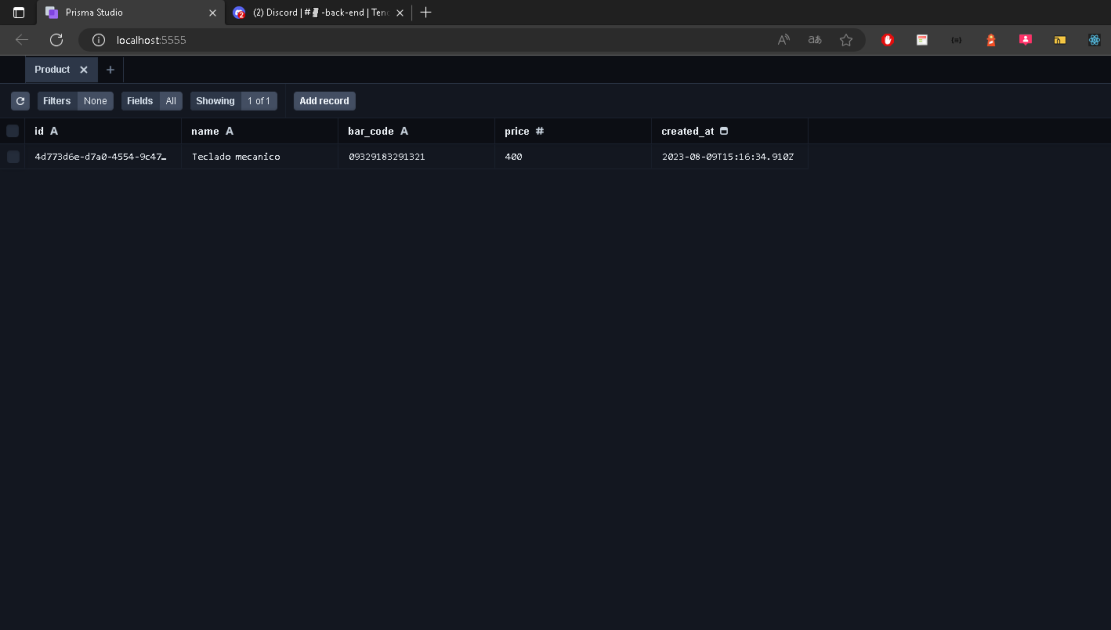 Prisma Studio
(2) Discord | # -back-end | Tend
localhost:5555
Product
Filters None Fields All Showing 1 of 1 Add record
id A name A bar_code A price # created_at
4d773d6e-d7a0-4554-9c47… Teclado mecanico 09329183291321 400 2023-08-09T15:16:34.910Z